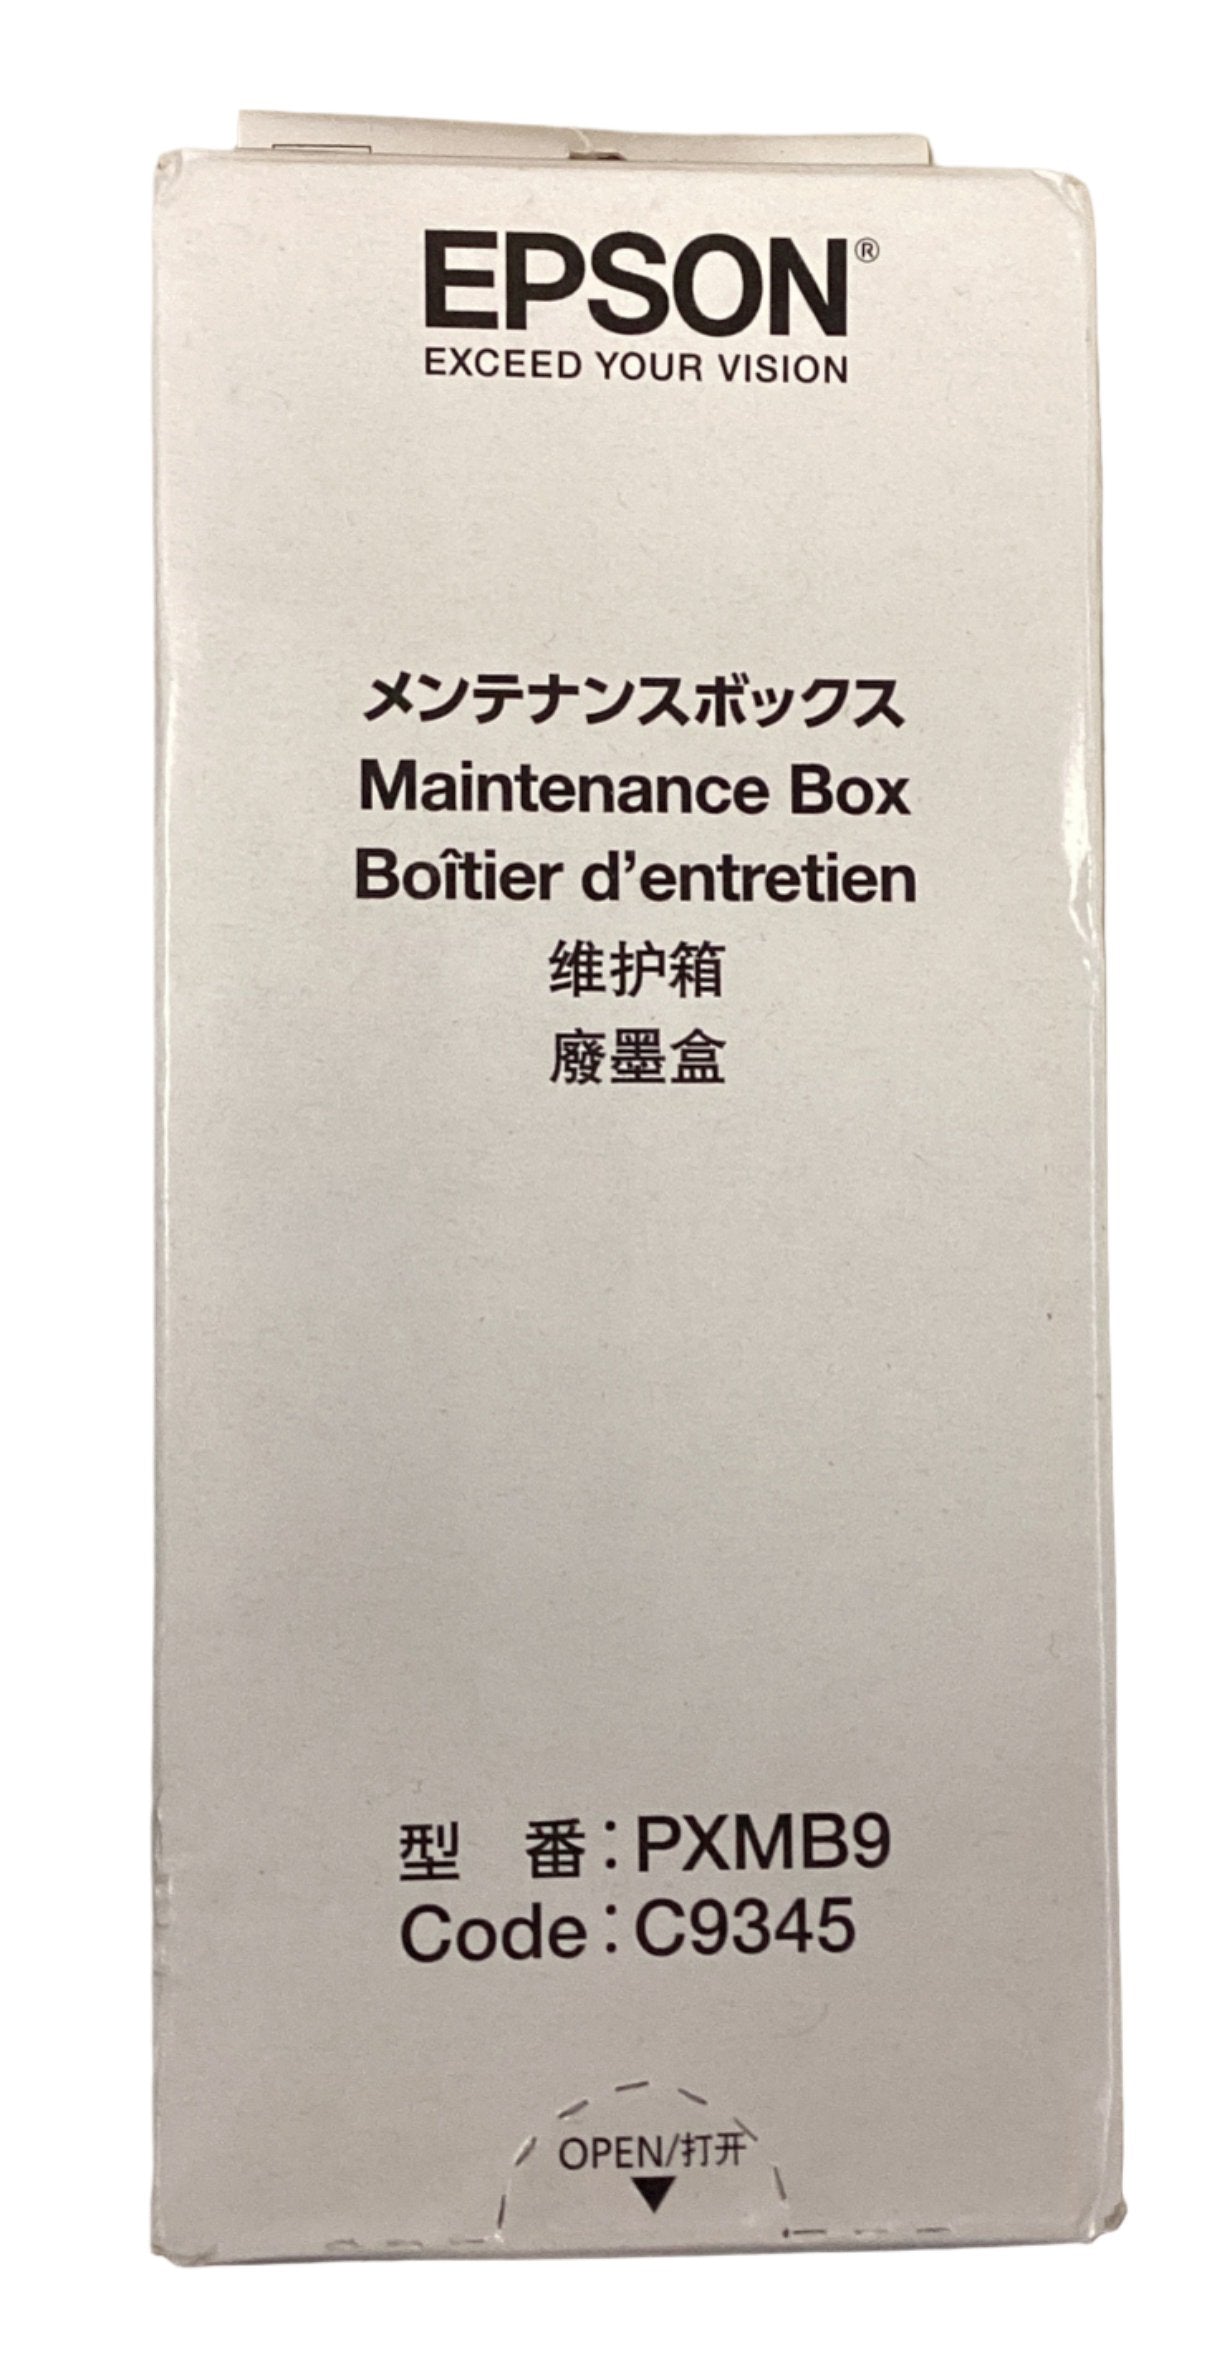 EPSON®
EXCEED YOUR VISION
メンテナンスボックス
Maintenance Box
Boîtier d'entretien
维护箱
廢墨盒
型 番:PXMB9
Code:C9345
OPEN/打开